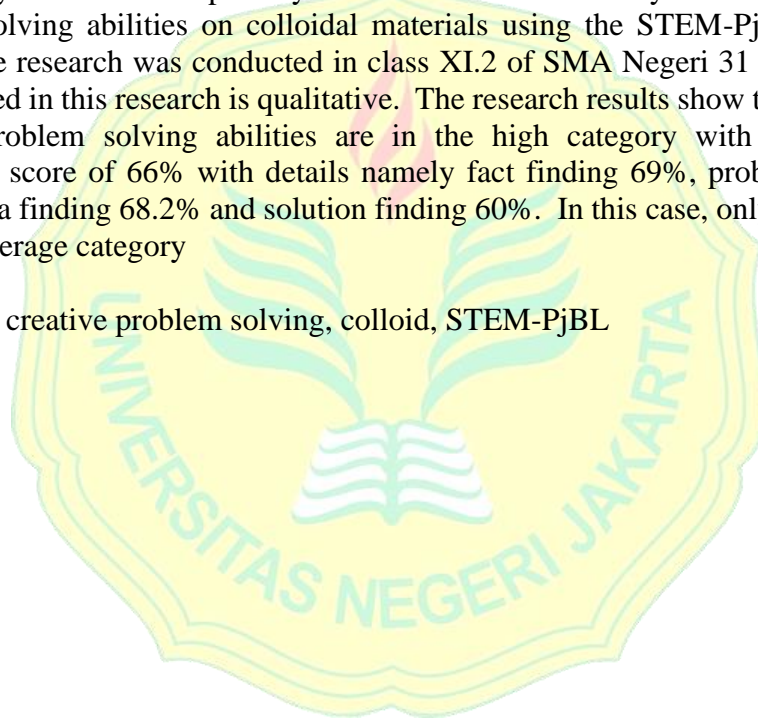 olving abilities on colloidal materials using the STEM-Pj
e research was conducted in class XI.2 of SMA Negeri 31
ed in this research is qualitative. The research results show t
roblem solving abilities are in the high category with
score of 66% with details namely fact finding 69%, prob
a finding 68.2% and solution finding 60%. In this case, onl
verage category
creative problem solving, colloid, STEM-PjBL
UNIVERSITAS NEGERI JAKARTA